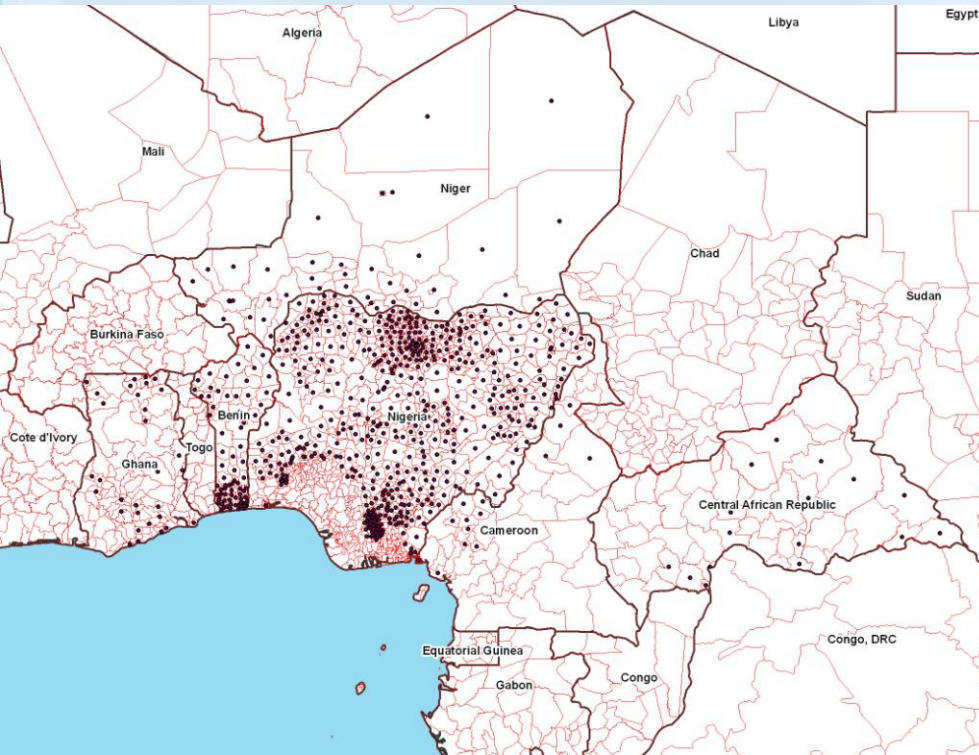 Egypt
Libya
Algeria
Mali
Niger
Chad
Sudan
Burkina Faso
Benin
Nigeria
Cote d'Ivory
Togo
Ghana
Central African Republic
Cameroon
Congo, DRC
Equatorial Guinea
Congo
Gabon